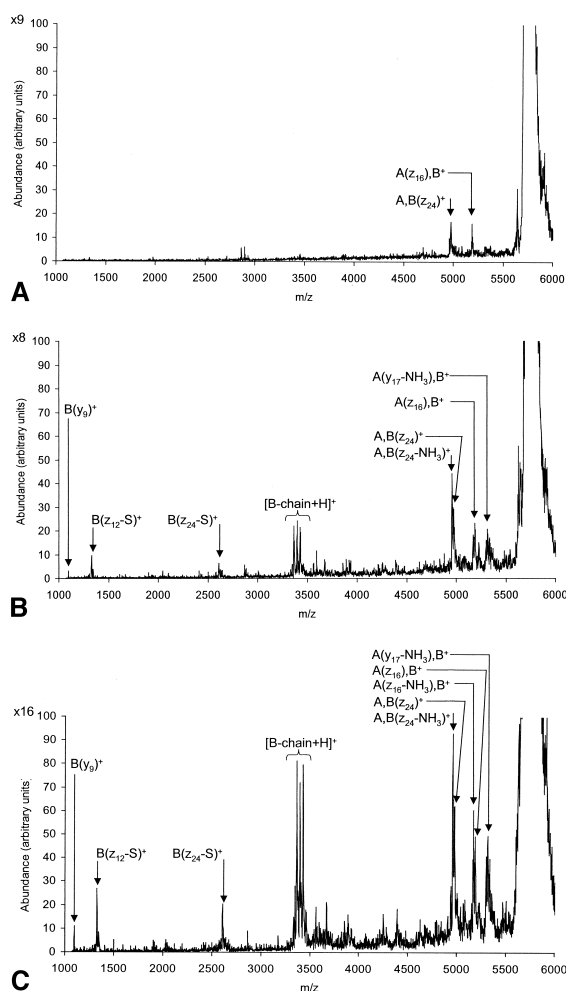 x9
100
90
80
70
60
50
40
30
20
10
0
Abundance (arbitrary units)
A(z₁₆),B⁺
A,B(z₂₄)⁺
1000 1500 2000 2500 3000 3500 4000 4500 5000 5500 6000
m/z
A
x8
100
90
80
70
60
50
40
30
20
10
0
Abundance (arbitrary units)
A(y₁₇-NH₃),B⁺
A(z₁₆),B⁺
B(y₉)⁺
A,B(z₂₄)⁺
A,B(z₂₄-NH₃)⁺
[B-chain+H]⁺
B(z₁₂-S)⁺ B(z₂₄-S)⁺
1000 1500 2000 2500 3000 3500 4000 4500 5000 5500 6000
m/z
B
A(y₁₇-NH₃),B⁺
A(z₁₆),B⁺
A(z₁₆-NH₃),B⁺
A,B(z₂₄)⁺
A,B(z₂₄-NH₃)⁺
x16
100
90
80
70
60
50
40
30
20
10
0
Abundance (arbitrary units)
[B-chain+H]⁺
B(y₉)⁺
B(z₁₂-S)⁺ B(z₂₄-S)⁺
1000 1500 2000 2500 3000 3500 4000 4500 5000 5500 6000
m/z
C